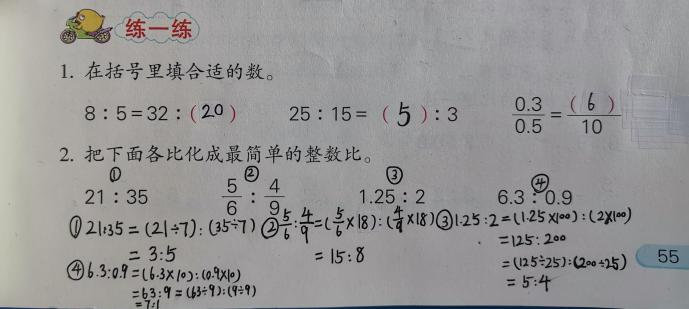 练一练
1. 在括号里填合适的数。
8：5＝32：（20）  25：15＝（5）：3  0.3/0.5＝（6）/10
2. 把下面各比化成最简单的整数比。
① ② ③ ④
21：35  5/6：4/9  1.25：2  6.3：0.9
①21:35=(21÷7):(35÷7) ②5/6:4/9=(5/6×18):(4/9×18) ③1.25:2=(1.25×100):(2×100)
=3:5  =15:8  =125:200
④6.3:0.9=(6.3×10):(0.9×10)  =(125÷25):(200÷25)
=63:9=(63÷9):(9÷9)  =5:4
=7:1
55